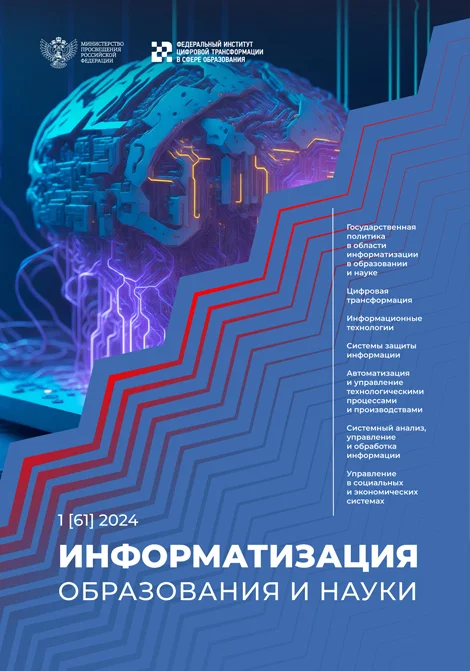 МИНИСТЕРСТВО
ПРОСВЕЩЕНИЯ
РОССИЙСКОЙ
ФЕДЕРАЦИИ
ФЕДЕРАЛЬНЫЙ ИНСТИТУТ
ЦИФРОВОЙ ТРАНСФОРМАЦИИ
В СФЕРЕ ОБРАЗОВАНИЯ
Государственная
политика
в области
информатизации
в образовании
и науке
Цифровая
трансформация
Информационные
технологии
Системы защиты
информации
Автоматизация
и управление
технологическими
процессами
и производствами
Системный анализ,
управление
и обработка
информации
Управление
в социальных
и экономических
системах
1 [61] 2024
ИНФОРМАТИЗАЦИЯ
ОБРАЗОВАНИЯ И НАУКИ